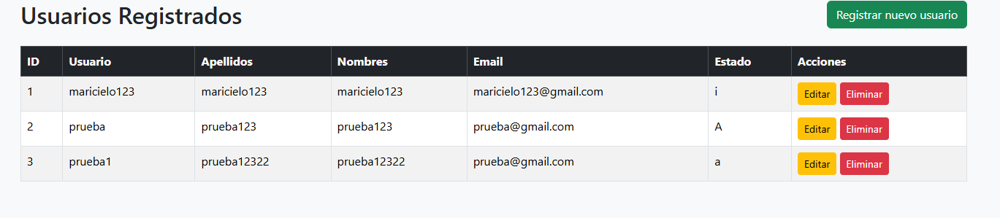 Usuarios Registrados Registrar nuevo usuario
ID Usuario Apellidos Nombres Email Estado Acciones
1 maricielo123 maricielo123 maricielo123 maricielo123@gmail.com i Editar Eliminar
2 prueba prueba123 prueba123 prueba@gmail.com A Editar Eliminar
3 prueba1 prueba12322 prueba12322 prueba@gmail.com a Editar Eliminar